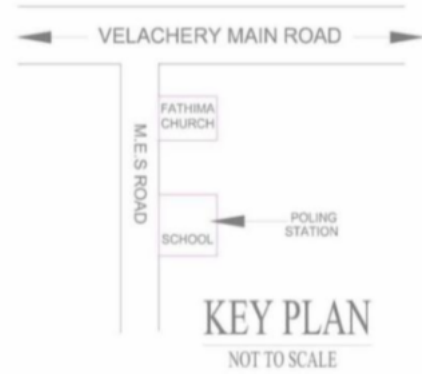 VELACHERY MAIN ROAD
FATHIMA
CHURCH
M.E.S ROAD
SCHOOL
POLING
STATION
KEY PLAN
NOT TO SCALE